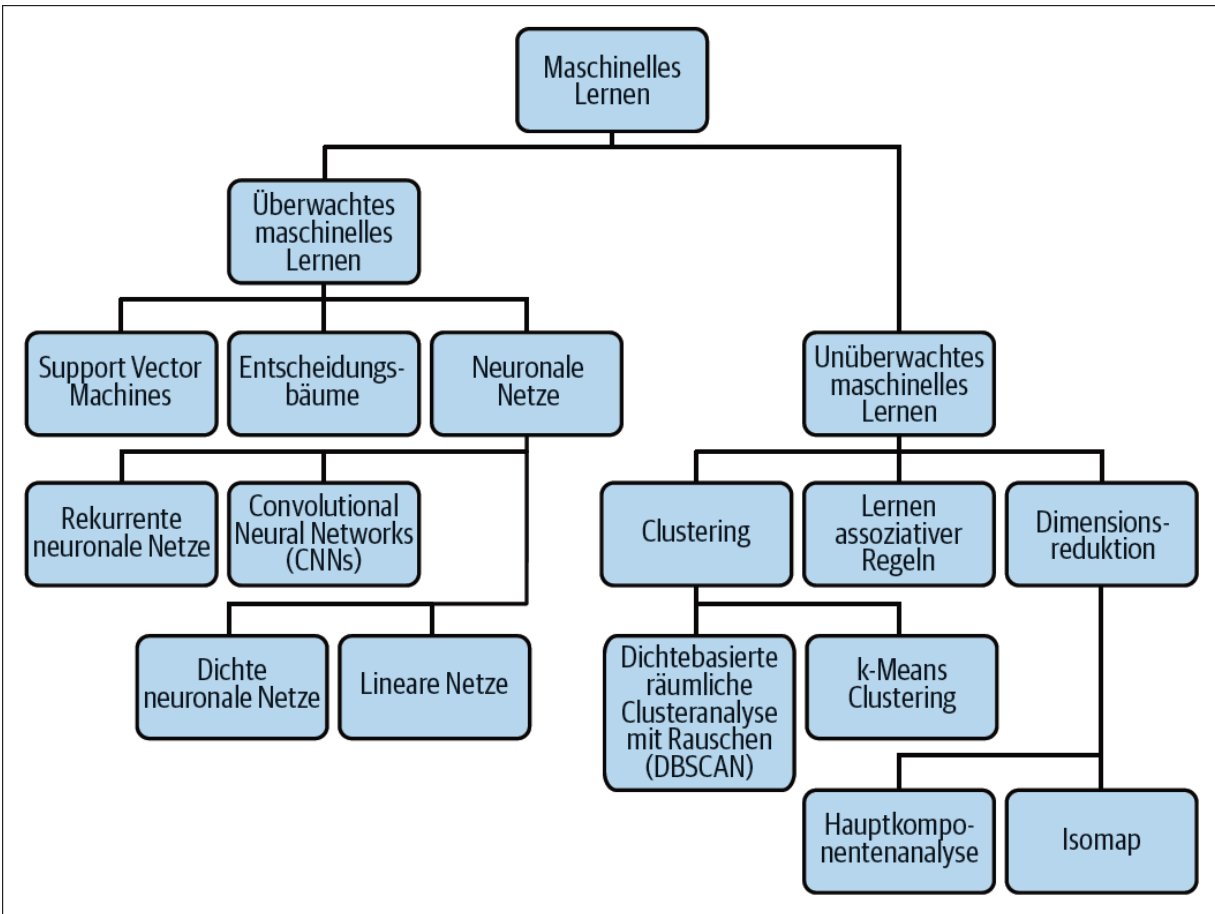 Maschinelles
Lernen
Überwachtes
maschinelles
Lernen
Support Vector
Machines
Entscheidungs-
bäume
Neuronale
Netze
Unüberwachtes
maschinelles
Lernen
Rekurrente
neuronale Netze
Convolutional
Neural Networks
(CNNs)
Clustering
Lernen
assoziativer
Regeln
Dimensions-
reduktion
Dichte
neuronale Netze
Lineare Netze
Dichtebasierte
räumliche
Clusteranalyse
mit Rauschen
(DBSCAN)
k-Means
Clustering
Hauptkompo-
nentenanalyse
Isomap